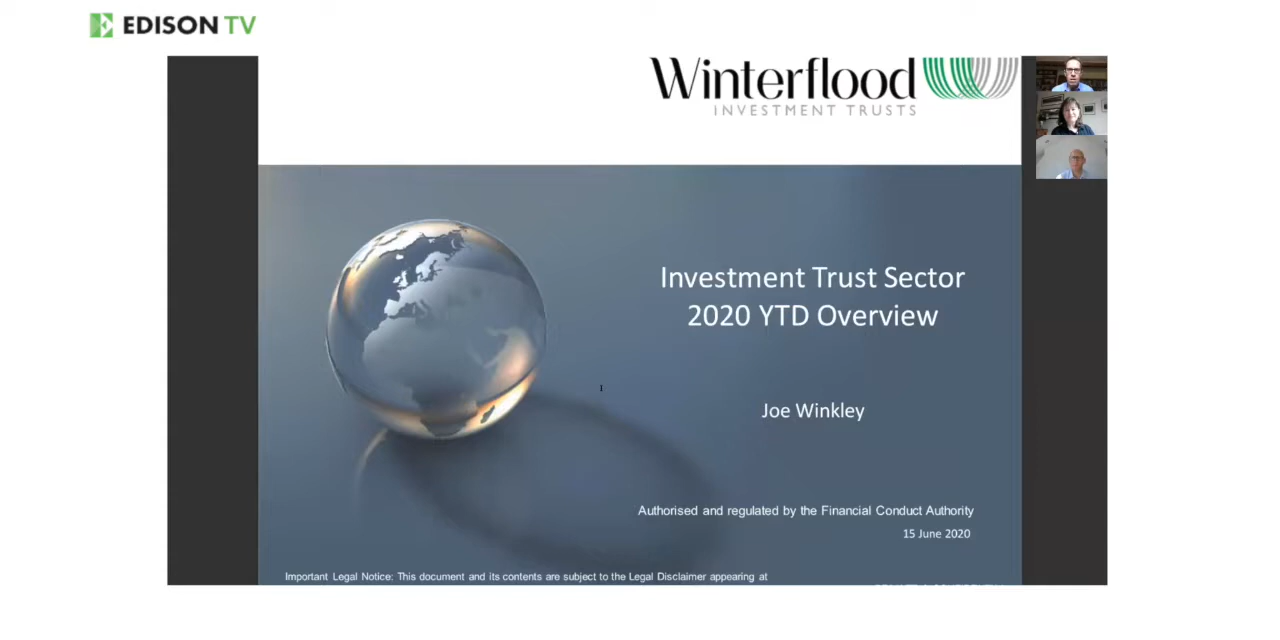 EDISON TV
Winterflood
INVESTMENT TRUSTS
Investment Trust Sector
2020 YTD Overview
Joe Winkley
Authorised and regulated by the Financial Conduct Authority
15 June 2020
Important Legal Notice: This document and its contents are subject to the Legal Disclaimer appearing at